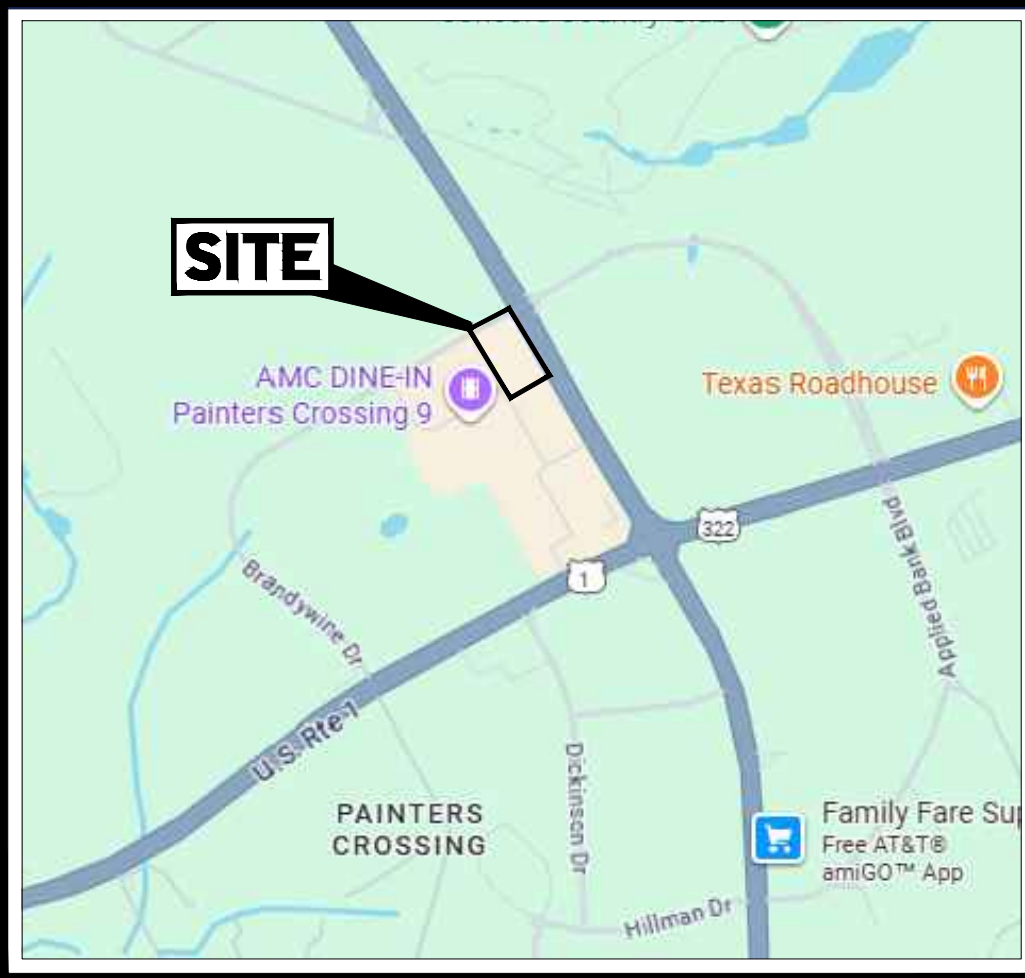 SITE
AMC DINE-IN
Painters Crossing 9
Texas Roadhouse
322
1
Brandywine Dr
Applied Bank Blvd
U.S. Rte 1
Dickinson Dr
PAINTERS
CROSSING
Family Fare Sup
Free AT&T®
amiGO™ App
Hillman Dr